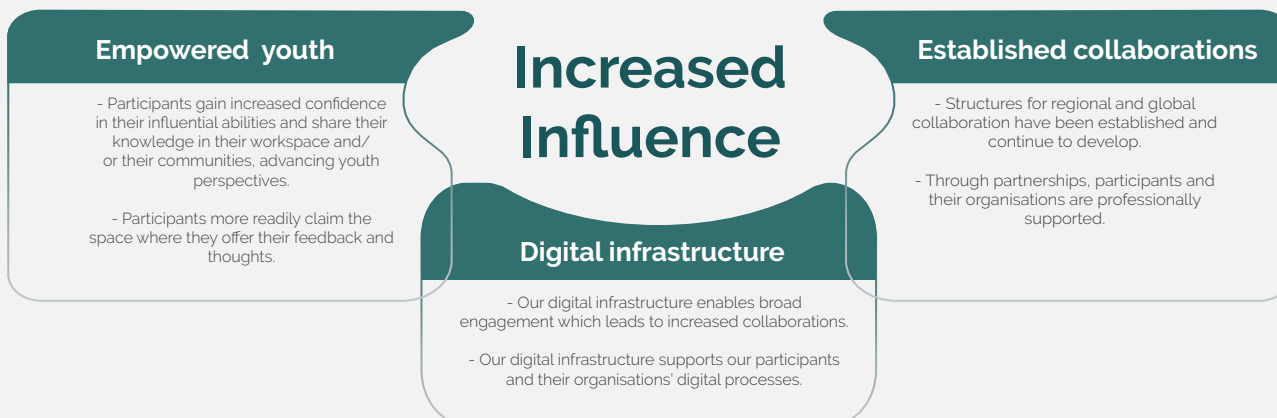 Increased
Influence
Empowered youth
- Participants gain increased confidence
in their influential abilities and share their
knowledge in their workspace and/
or their communities, advancing youth
perspectives.
- Participants more readily claim the
space where they offer their feedback and
thoughts.
Digital infrastructure
- Our digital infrastructure enables broad
engagement which leads to increased collaborations.
- Our digital infrastructure supports our participants
and their organisations' digital processes.
Established collaborations
- Structures for regional and global
collaboration have been established and
continue to develop.
- Through partnerships, participants and
their organisations are professionally
supported.